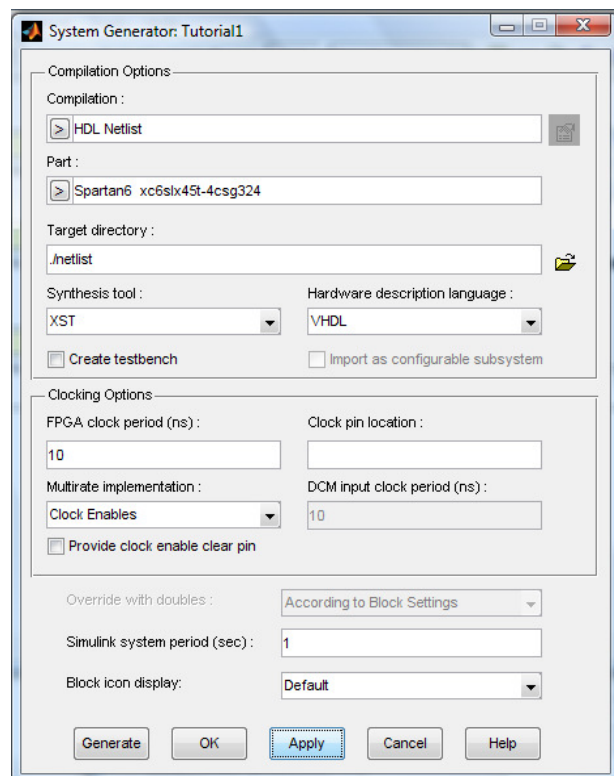 System Generator: Tutorial1
Compilation Options
Compilation :
> HDL Netlist
Part :
> Spartan6 xc6slx45t-4csg324
Target directory :
./netlist
Synthesis tool : Hardware description language :
XST VHDL
Create testbench Import as configurable subsystem
Clocking Options
FPGA clock period (ns) : Clock pin location :
10
Multirate implementation : DCM input clock period (ns) :
Clock Enables 10
Provide clock enable clear pin
Override with doubles : According to Block Settings
Simulink system period (sec) : 1
Block icon display: Default
Generate OK Apply Cancel Help